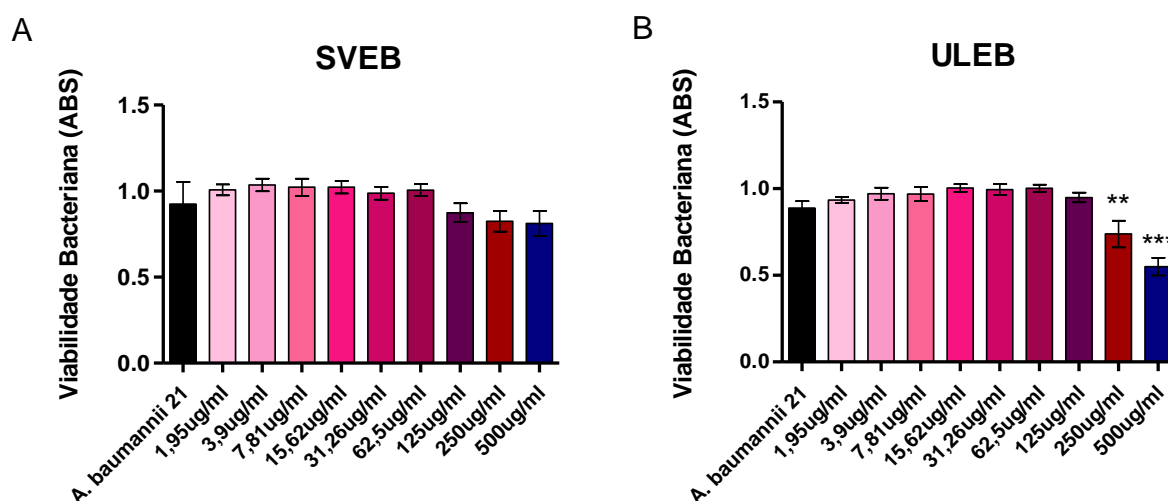 A
SVEB
Viabilidade Bacteriana (ABS)
1.5
1.0
0.5
0.0
A. baumannii 21
1,95ug/ml
3,9ug/ml
7,81ug/ml
15,62ug/ml
31,26ug/ml
62,5ug/ml
125ug/ml
250ug/ml
500ug/ml
B
ULEB
Viabilidade Bacteriana (ABS)
1.5
1.0
0.5
0.0
**
***
A. baumannii 21
1,95ug/ml
3,9ug/ml
7,81ug/ml
15,62ug/ml
31,26ug/ml
62,5ug/ml
125ug/ml
250ug/ml
500ug/ml